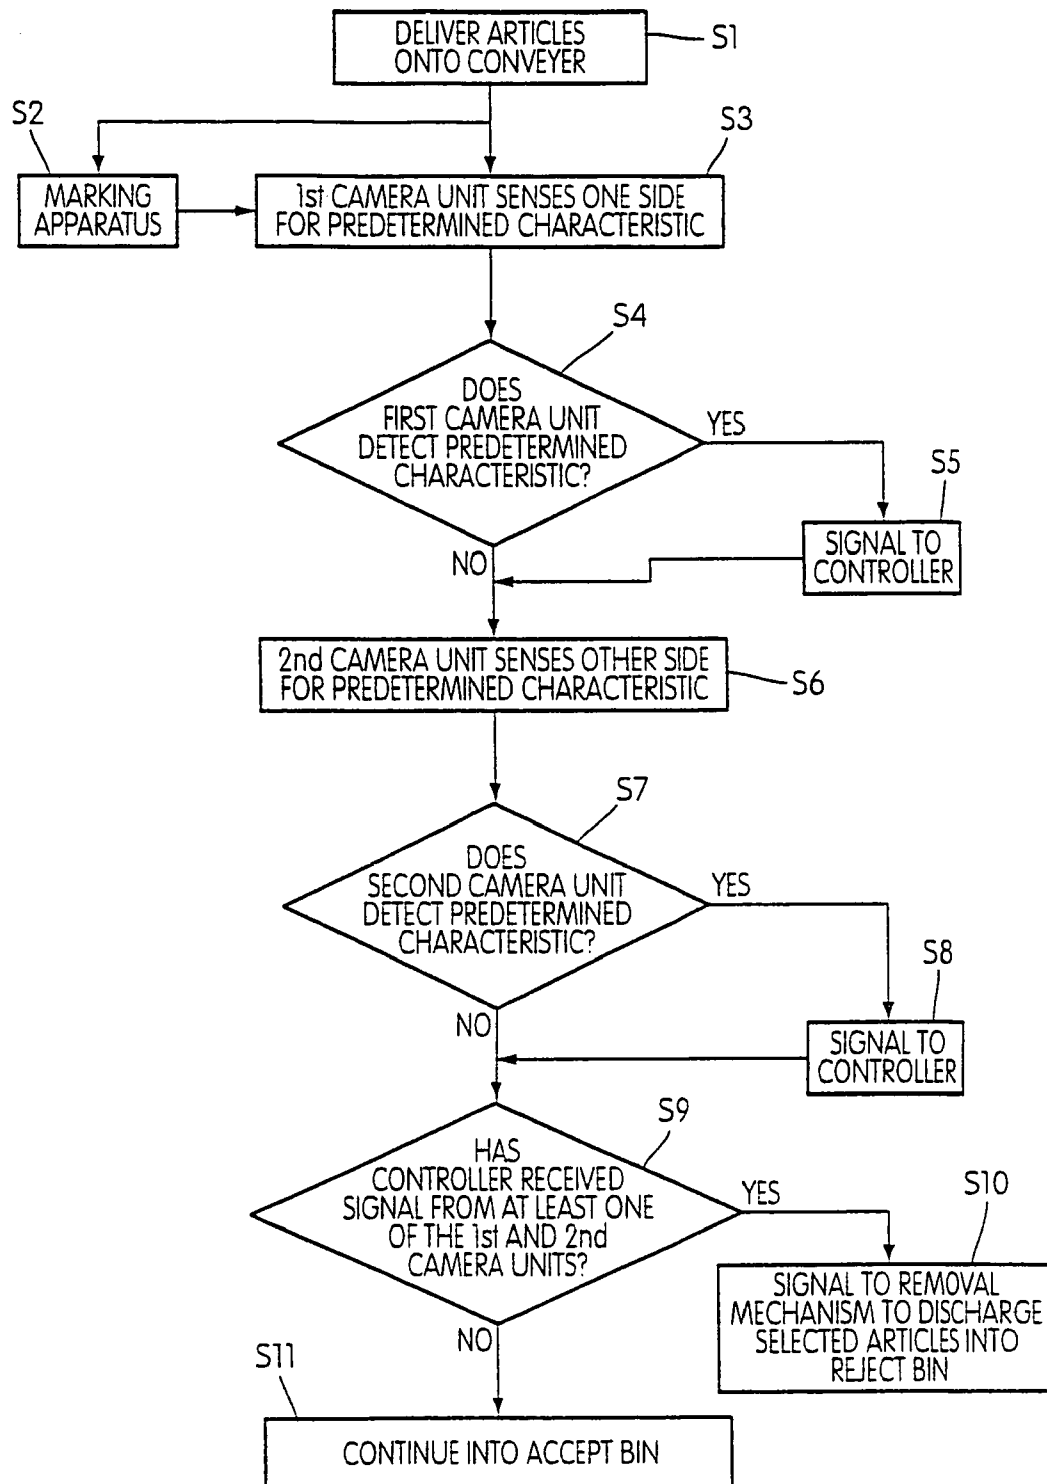 DELIVER ARTICLES
ONTO CONVEYER
S1
S2
S3
MARKING
APPARATUS
1st CAMERA UNIT SENSES ONE SIDE
FOR PREDETERMINED CHARACTERISTIC
S4
DOES
FIRST CAMERA UNIT
DETECT PREDETERMINED
CHARACTERISTIC?
YES
S5
SIGNAL TO
CONTROLLER
NO
2nd CAMERA UNIT SENSES OTHER SIDE
FOR PREDETERMINED CHARACTERISTIC
S6
S7
DOES
SECOND CAMERA UNIT
DETECT PREDETERMINED
CHARACTERISTIC?
YES
S8
SIGNAL TO
CONTROLLER
NO
S9
HAS
CONTROLLER RECEIVED
SIGNAL FROM AT LEAST ONE
OF THE 1st AND 2nd
CAMERA UNITS?
YES
S10
SIGNAL TO REMOVAL
MECHANISM TO DISCHARGE
SELECTED ARTICLES INTO
REJECT BIN
NO
S11
CONTINUE INTO ACCEPT BIN